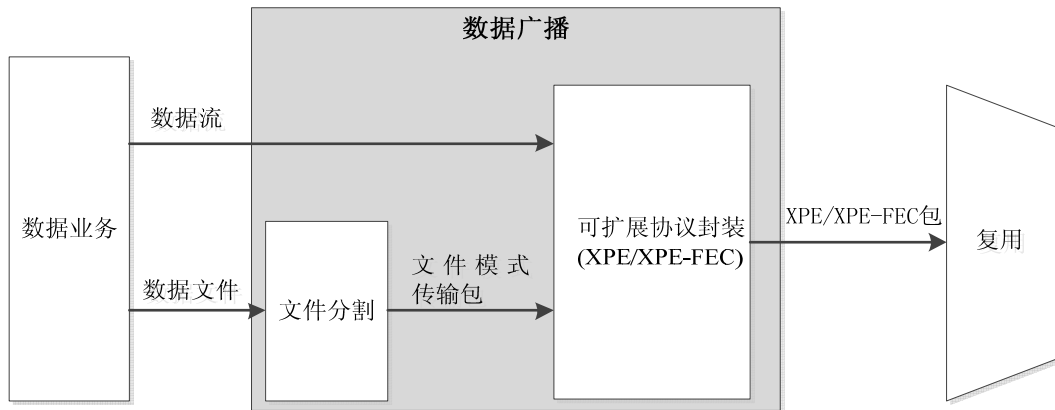 数据广播
数据流
数据业务
数据文件
文件分割
文件模式
传输包
可扩展协议封装
(XPE/XPE-FEC)
XPE/XPE-FEC包
复用